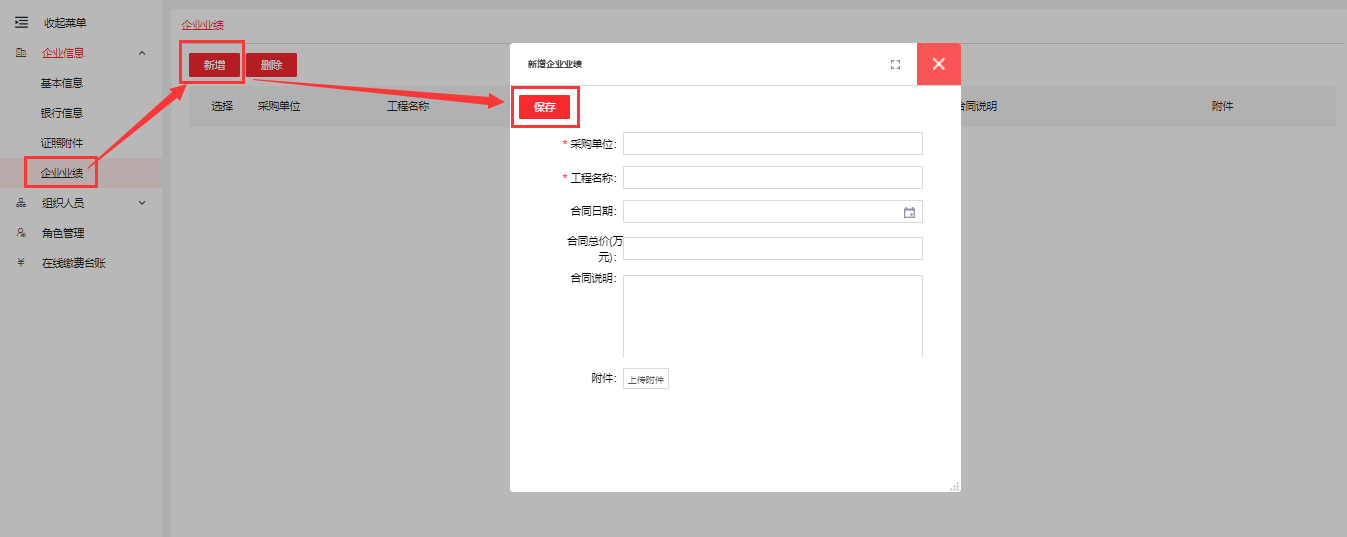 收起菜单
企业信息
基本信息
银行信息
证照附件
企业业绩
组织人员
角色管理
¥ 在线缴费台账
企业业绩
新增 删除
选择 采购单位 工程名称 合同说明 附件
新增企业业绩
保存
* 采购单位：
* 工程名称：
合同日期：
合同总价(万
元)：
合同说明：
附件： 上传附件